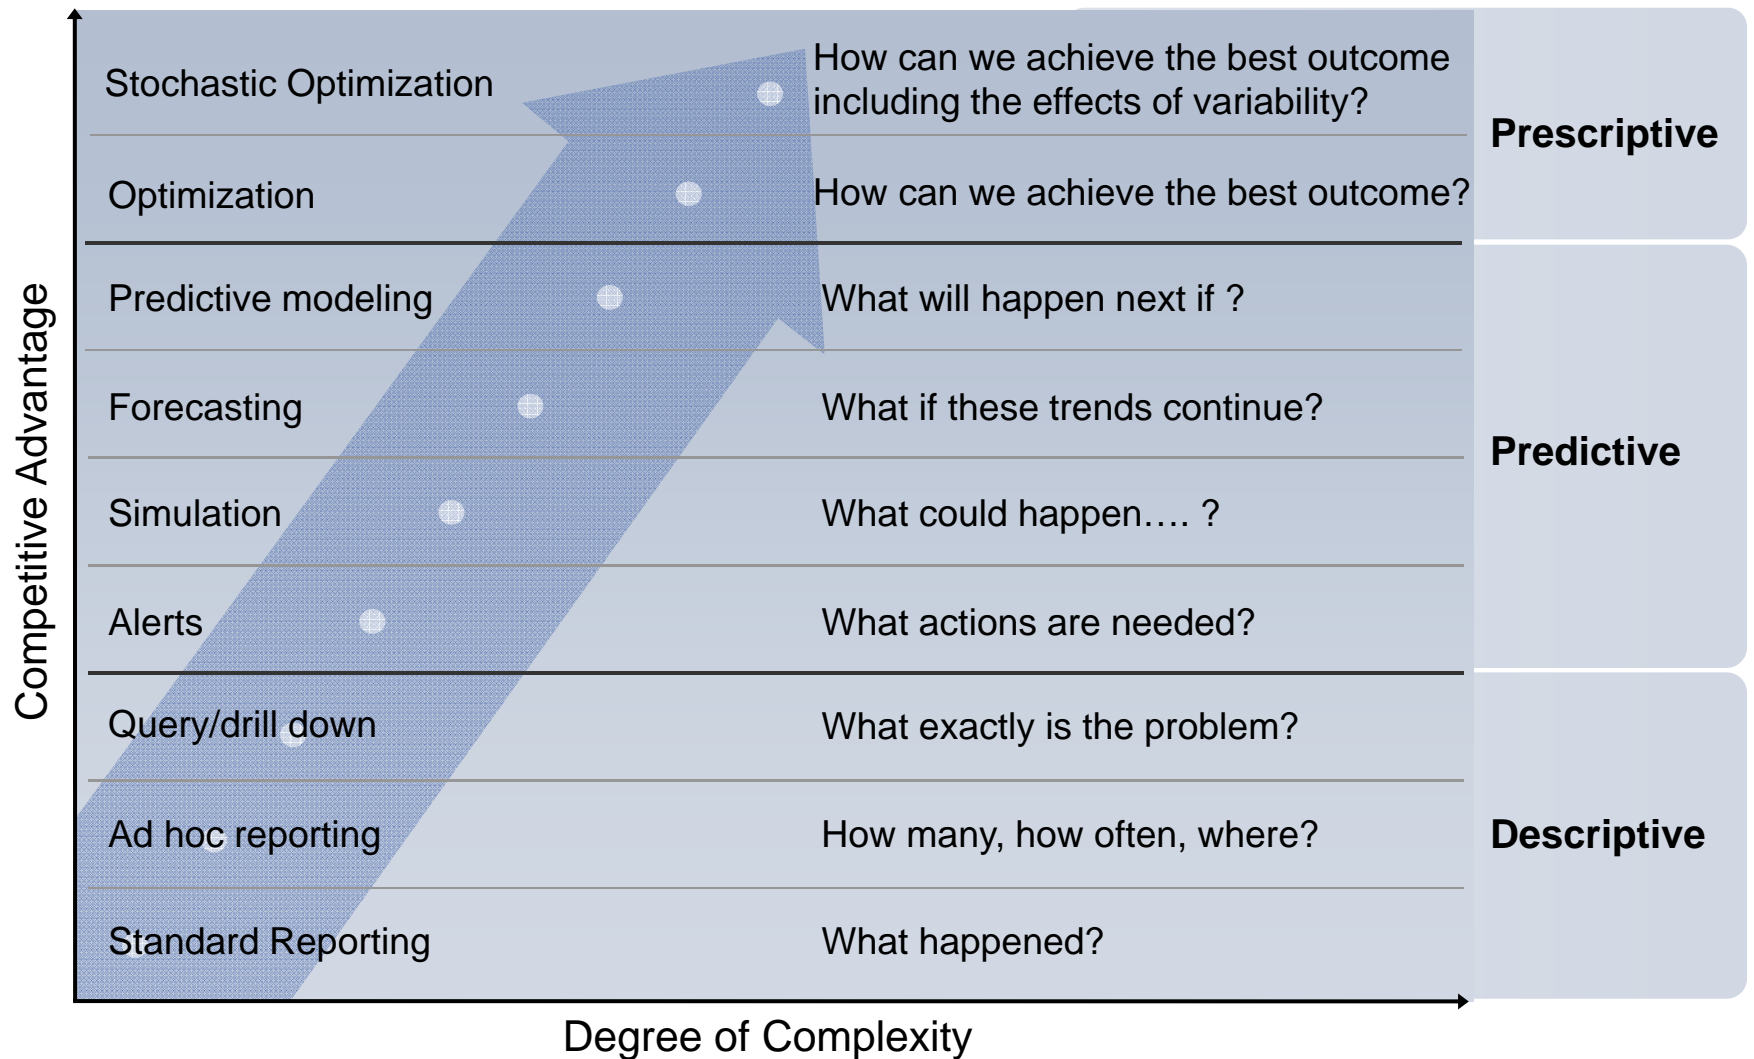 Competitive Advantage
Stochastic Optimization
How can we achieve the best outcome
including the effects of variability?
Prescriptive
Optimization
How can we achieve the best outcome?
Predictive modeling
What will happen next if ?
Forecasting
What if these trends continue?
Predictive
Simulation
What could happen…. ?
Alerts
What actions are needed?
Query/drill down
What exactly is the problem?
Ad hoc reporting
How many, how often, where?
Descriptive
Standard Reporting
What happened?
Degree of Complexity